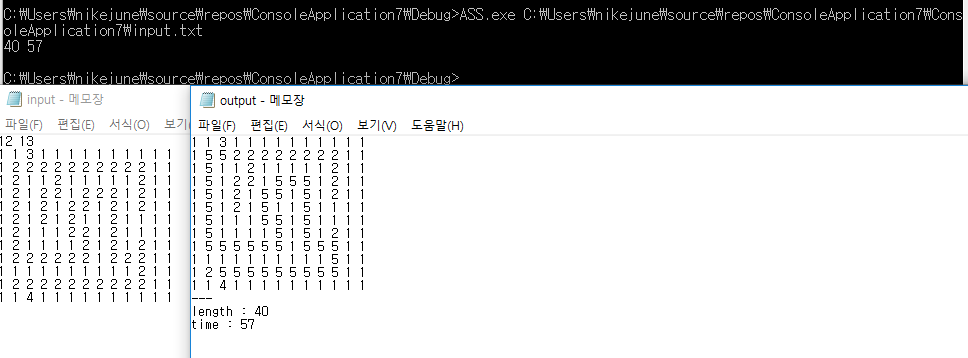 C:₩Users₩nikejune₩source₩repos₩ConsoleApplication7₩Debug>ASS.exe C:₩Users₩nikejune₩source₩repos₩ConsoleApplication7₩Cons
oleApplication7₩input.txt
40 57
C:₩Users₩nikejune₩source₩repos₩ConsoleApplication7₩Debug>
input - 메모장
파일(F) 편집(E) 서식(O) 보기
12 13
1 1 3 1 1 1 1 1 1 1 1 1 1
1 2 2 2 2 2 2 2 2 2 2 1 1
1 2 1 1 2 1 1 1 1 1 2 1 1
1 2 1 2 2 1 2 2 2 1 2 1 1
1 2 1 2 1 2 2 1 2 1 2 1 1
1 2 1 2 1 2 1 1 2 1 1 1 1
1 2 1 1 1 2 2 1 2 1 1 1 1
1 2 1 1 1 1 2 1 2 1 2 1 1
1 2 2 2 2 2 2 1 2 2 2 1 1
1 1 1 1 1 1 1 1 1 1 2 1 1
1 2 2 2 2 2 2 2 2 2 2 1 1
1 1 4 1 1 1 1 1 1 1 1 1 1
output - 메모장
파일(F) 편집(E) 서식(O) 보기(V) 도움말(H)
1 1 3 1 1 1 1 1 1 1 1 1 1
1 5 5 2 2 2 2 2 2 2 2 1 1
1 5 1 1 2 1 1 1 1 1 2 1 1
1 5 1 2 2 1 5 5 5 1 2 1 1
1 5 1 2 1 5 5 1 5 1 2 1 1
1 5 1 2 1 5 1 1 5 1 1 1 1
1 5 1 1 1 5 5 1 5 1 1 1 1
1 5 1 1 1 1 5 1 5 1 2 1 1
1 5 5 5 5 5 5 1 5 5 5 1 1
1 1 1 1 1 1 1 1 1 1 5 1 1
1 2 5 5 5 5 5 5 5 5 5 1 1
1 1 4 1 1 1 1 1 1 1 1 1 1
---
length : 40
time : 57